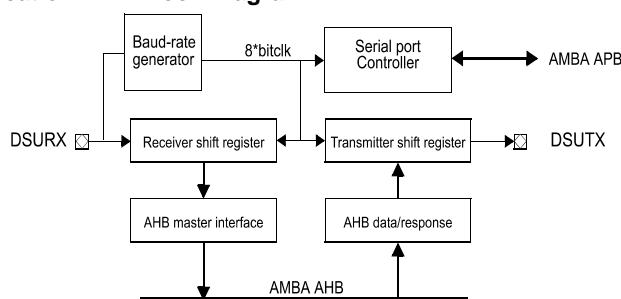 Baud-rate
generator
8*bitclk
Serial port
Controller
AMBA APB
DSURX
Receiver shift register
Transmitter shift register
DSUTX
AHB master interface
AHB data/response
AMBA AHB